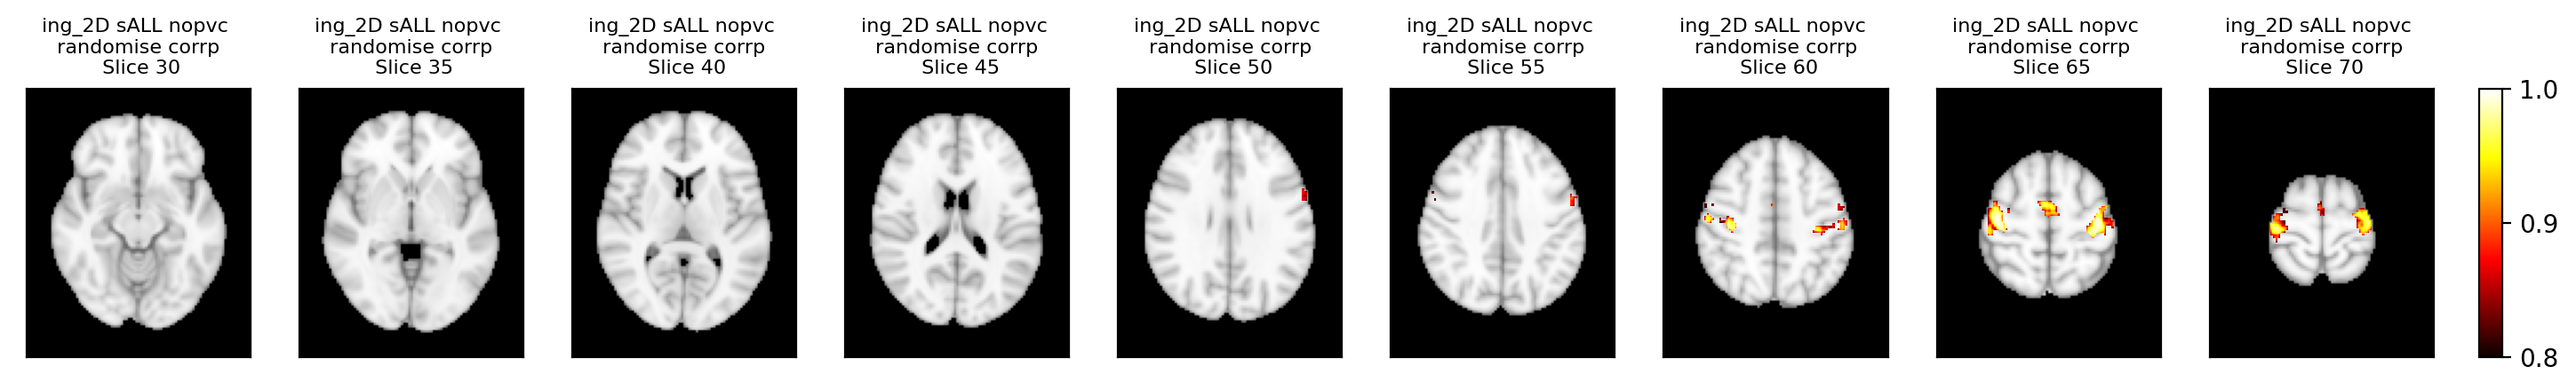 ing_2D sALL nopvc
randomise corrp
Slice 30
ing_2D sALL nopvc
randomise corrp
Slice 35
ing_2D sALL nopvc
randomise corrp
Slice 40
ing_2D sALL nopvc
randomise corrp
Slice 45
ing_2D sALL nopvc
randomise corrp
Slice 50
ing_2D sALL nopvc
randomise corrp
Slice 55
ing_2D sALL nopvc
randomise corrp
Slice 60
ing_2D sALL nopvc
randomise corrp
Slice 65
ing_2D sALL nopvc
randomise corrp
Slice 70
1.0
0.9
0.8